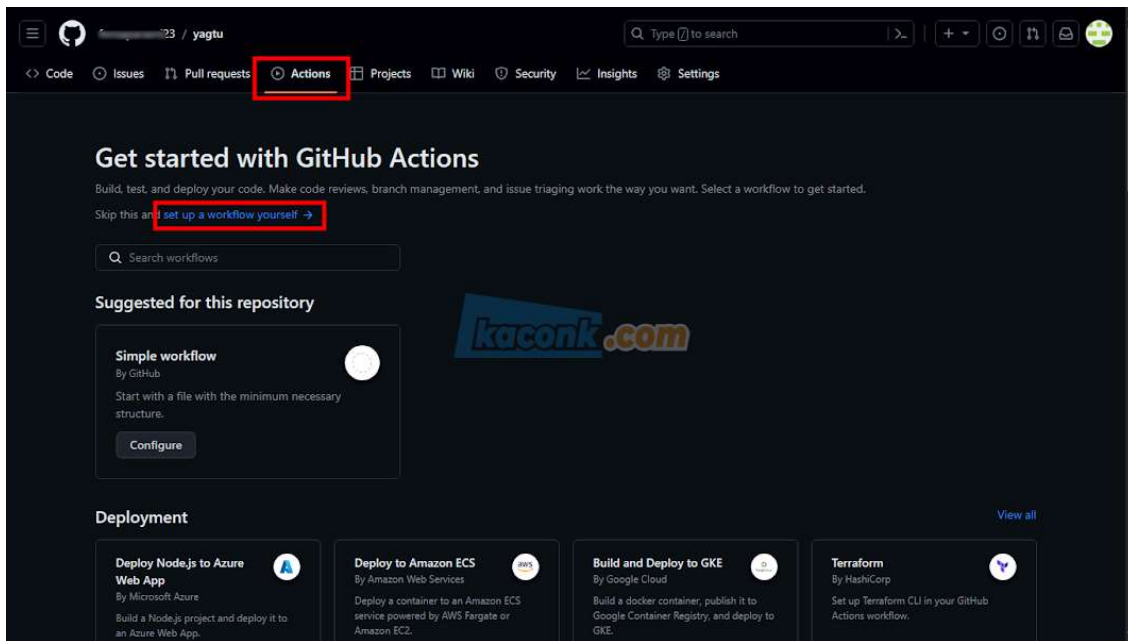 23 / yagtu
Type / to search
Code Issues Pull requests Actions Projects Wiki Security Insights Settings
Get started with GitHub Actions
Build, test, and deploy your code. Make code reviews, branch management, and issue triaging work the way you want. Select a workflow to get started.
Skip this and set up a workflow yourself →
Search workflows
Suggested for this repository
Simple workflow
By GitHub
Start with a file with the minimum necessary
structure.
Configure
kaconk.com
Deployment
View all
Deploy Node.js to Azure
Web App
By Microsoft Azure
Build a Node.js project and deploy it to
an Azure Web App.
Deploy to Amazon ECS
aws
By Amazon Web Services
Deploy a container to an Amazon ECS
service powered by AWS Fargate or
Amazon EC2.
Build and Deploy to GKE
By Google Cloud
Build a docker container, publish it to
Google Container Registry, and deploy to
GKE.
Terraform
By HashiCorp
Set up Terraform CLI in your GitHub
Actions workflow.